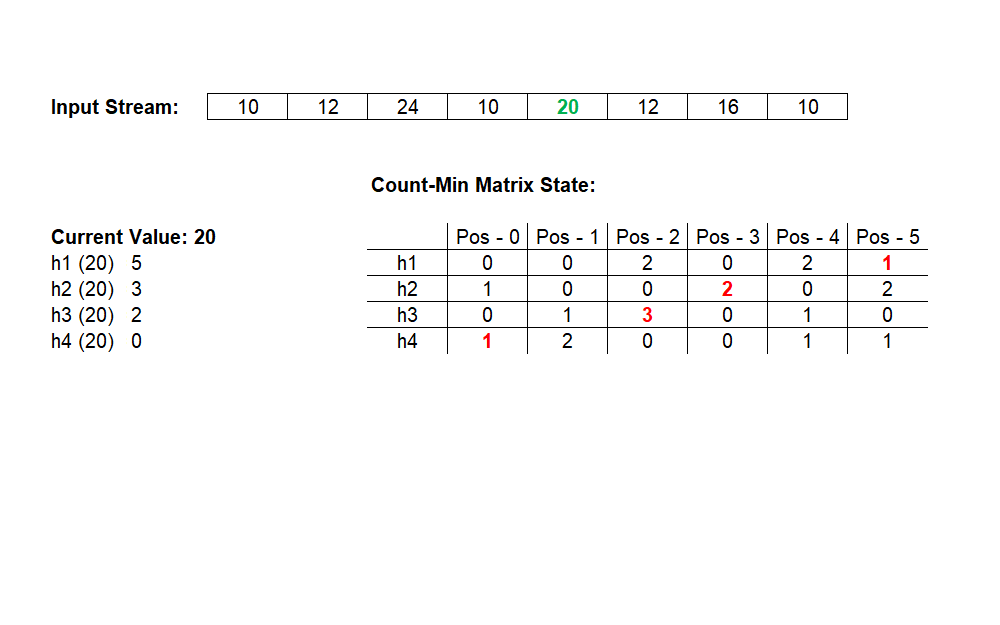 Input Stream: 10 12 24 10 20 12 16 10
Count-Min Matrix State:
Current Value: 20 Pos - 0 Pos - 1 Pos - 2 Pos - 3 Pos - 4 Pos - 5
h1 (20) 5 h1 0 0 2 0 2 1
h2 (20) 3 h2 1 0 0 2 0 2
h3 (20) 2 h3 0 1 3 0 1 0
h4 (20) 0 h4 1 2 0 0 1 1